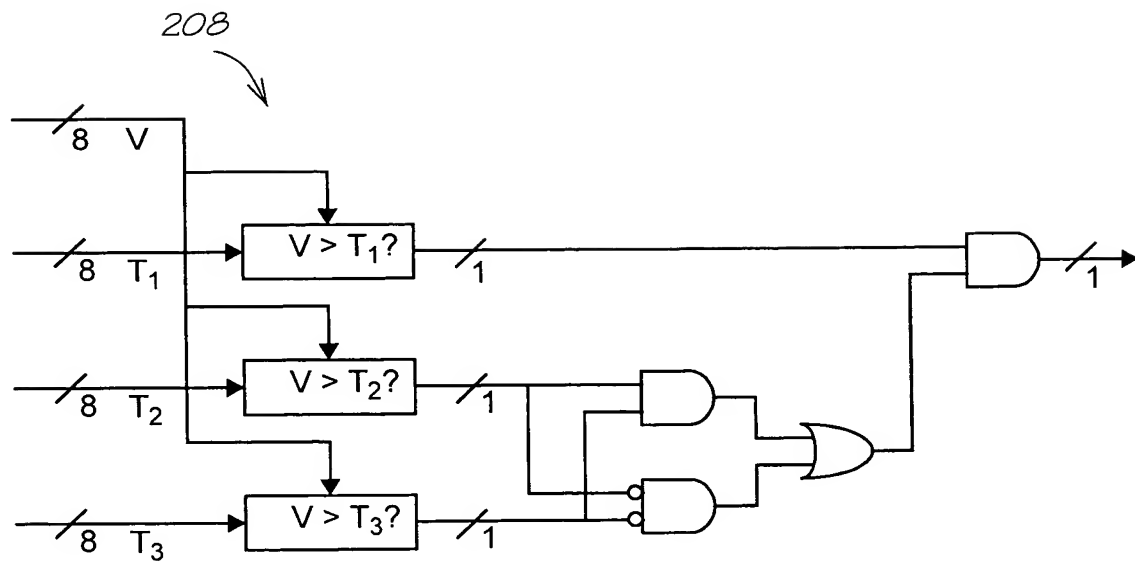 208
8 V
8 T₁
V > T₁?
1
1
8 T₂
V > T₂?
1
8 T₃
V > T₃?
1